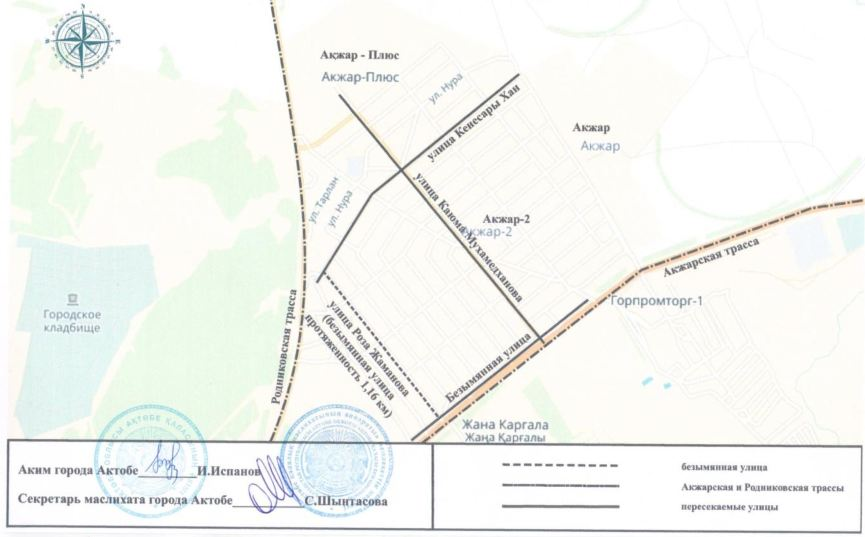 Ақжар - Плюс
Акжар-Плюс
ул. Нура
улица Кенесары Хан
Акжар
Акжар
ул. Тарлан
ул. Нура
улица Каюма Мухамедханова
Акжар-2
Акжар-2
Акжарская трасса
Городское
кладбище
Родниковская трасса
улица Роза Жаманова
(безымянная улица
протяженность 1,16 км)
Безымянная улица
Горпромторг-1
Жана Каргала
Жаңа Қарғалы
Аким города Актобе И.Испанов
Секретарь маслихата города Актобе С.Шынтасова
безымянная улица
Акжарская и Родниковская трассы
пересекаемые улицы